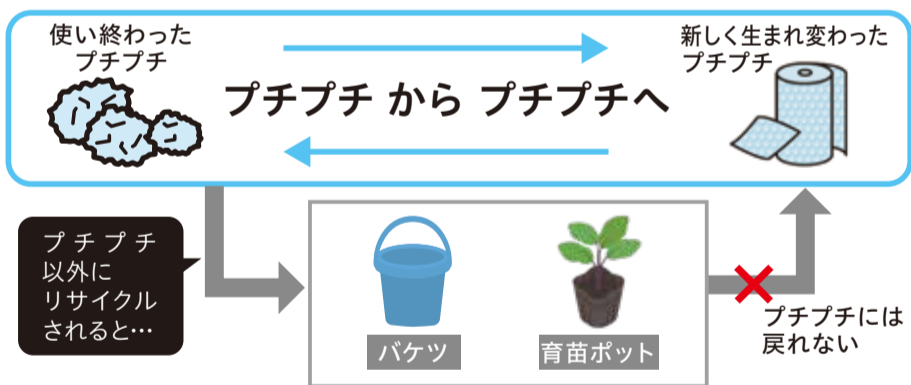 使い終わった
プチプチ
新しく生まれ変わった
プチプチ
プチプチ から プチプチへ
プチプチ
以外に
リサイクル
されると…
バケツ
育苗ポット
プチプチには
戻れない